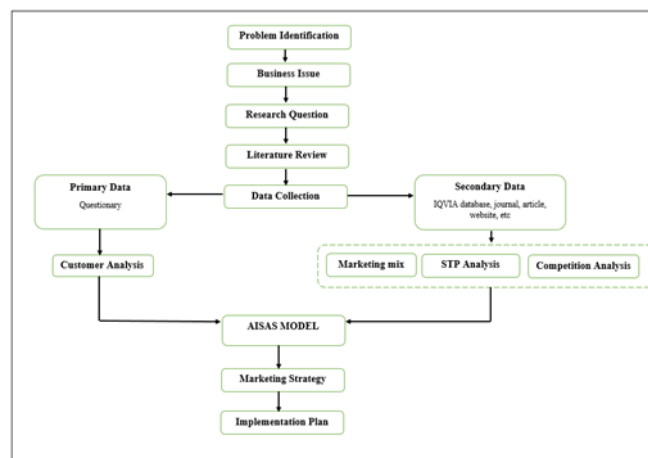 Problem Identification
Business Issue
Research Question
Literature Review
Data Collection
Primary Data
Questionary
Secondary Data
IQVIA database, journal, article,
website, etc
Customer Analysis
Marketing mix
STP Analysis
Competition Analysis
AISAS MODEL
Marketing Strategy
Implementation Plan